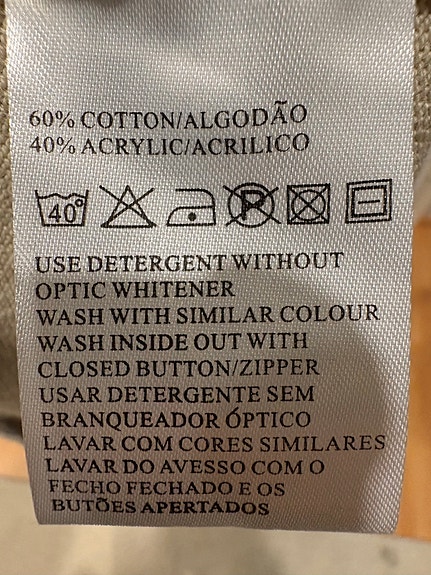 60% COTTON/ALGODÃO
40% ACRYLIC/ACRILICO
40° P
USE DETERGENT WITHOUT
OPTIC WHITENER
WASH WITH SIMILAR COLOUR
WASH INSIDE OUT WITH
CLOSED BUTTON/ZIPPER
USAR DETERGENTE SEM
BRANQUEADOR ÓPTICO
LAVAR COM CORES SIMILARES
LAVAR DO AVESSO COM O
FECHO FECHADO E OS
BUTÕES APERTADOS